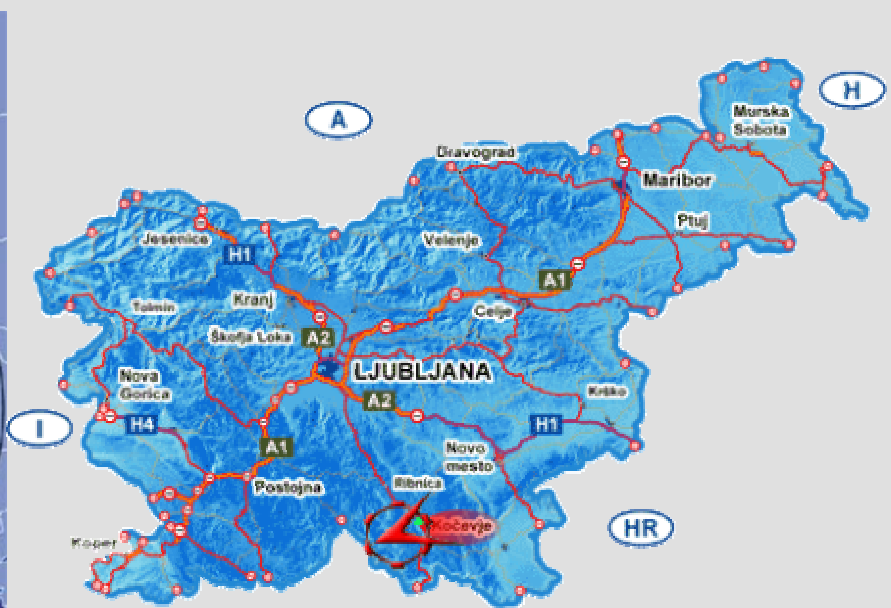 H
A
Murska
Sobota
Dravograd
Maribor
Ptuj
Jesenice
Velenje
H1
A1
Kranj
Tolmin
Celje
Škofja Loka
A2
LJUBLJANA
Nova
Gorica
Krško
A2
I
H4
H1
A1
Novo
mesto
Postojna
Ribnica
Kočevje
HR
Koper